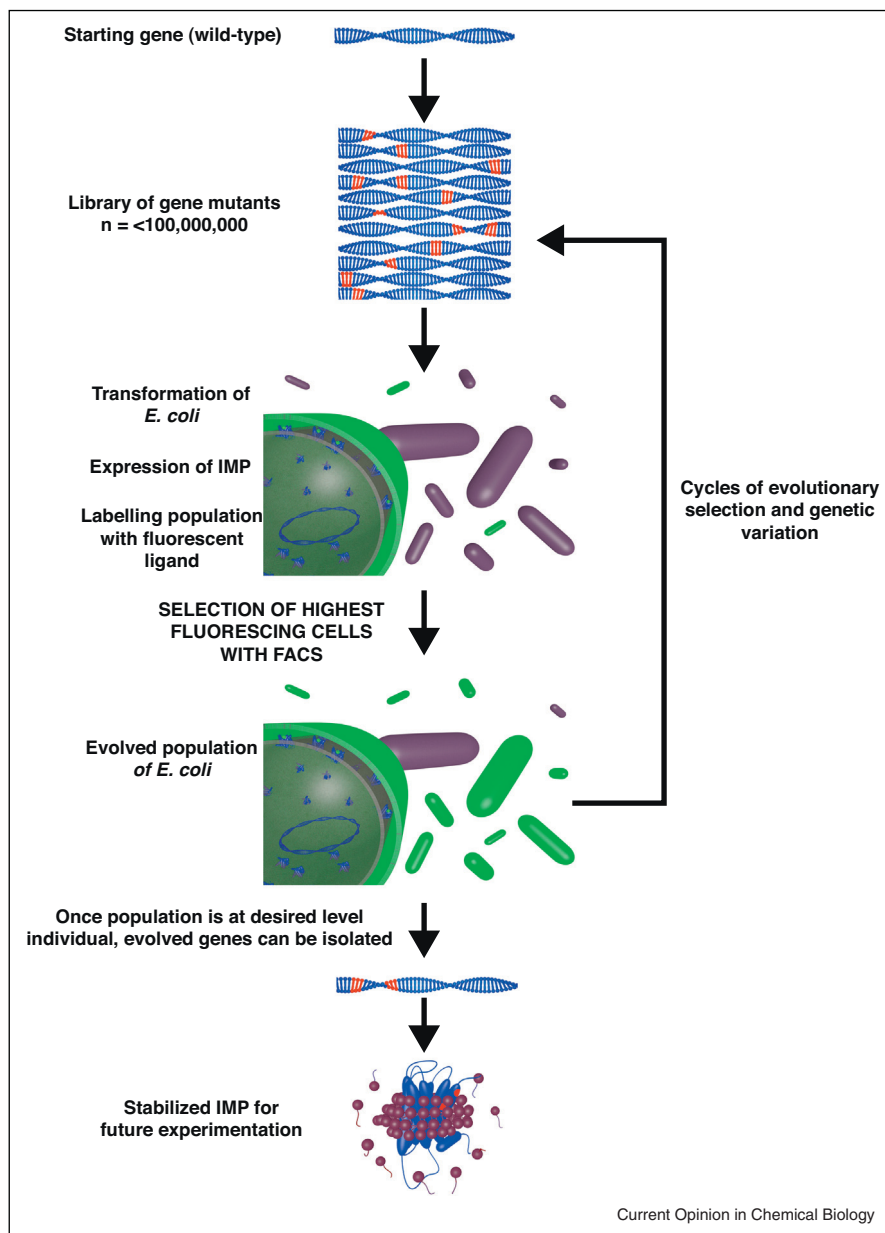 Starting gene (wild-type)
Library of gene mutants
n = <100,000,000
Transformation of
E. coli
Expression of IMP
Labelling population
with fluorescent
ligand
Cycles of evolutionary
selection and genetic
variation
SELECTION OF HIGHEST
FLUORESCING CELLS
WITH FACS
Evolved population
of E. coli
Once population is at desired level
individual, evolved genes can be isolated
Stabilized IMP for
future experimentation
Current Opinion in Chemical Biology